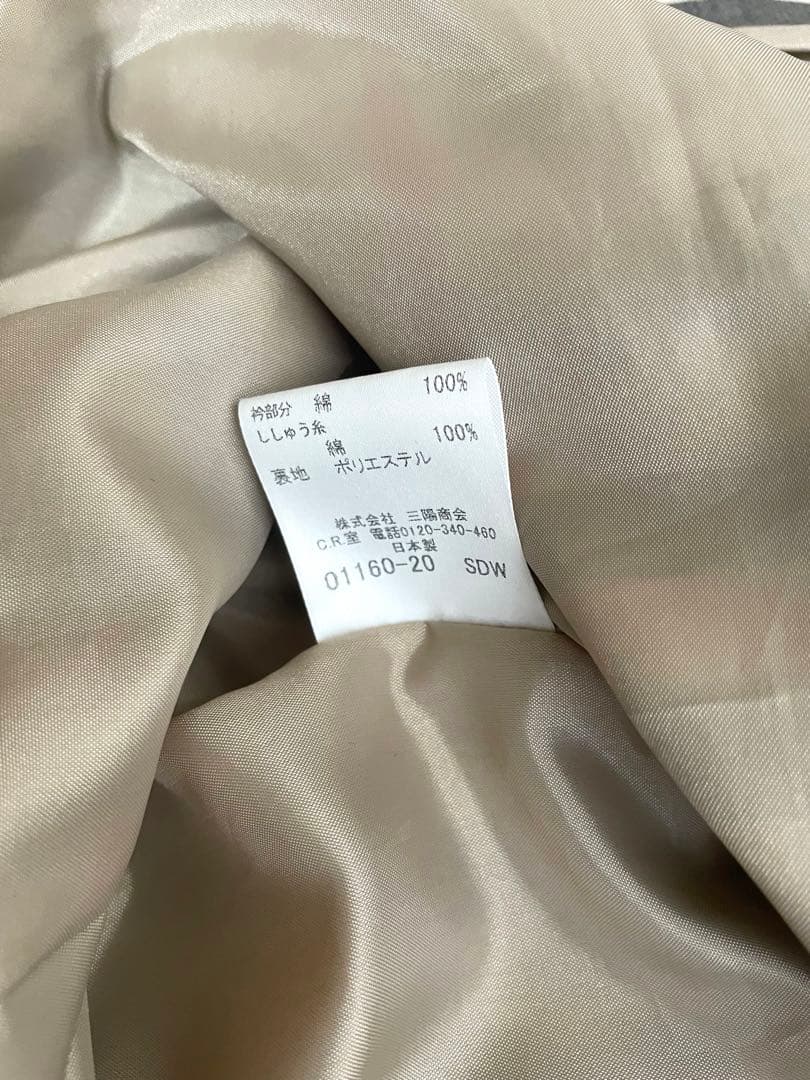 衿部分 綿 100%
ししゅう糸
綿 100%
裏地 ポリエステル
株式会社 三陽商会
C.R.室 電話0120-340-460
日本製
01160-20 SDW